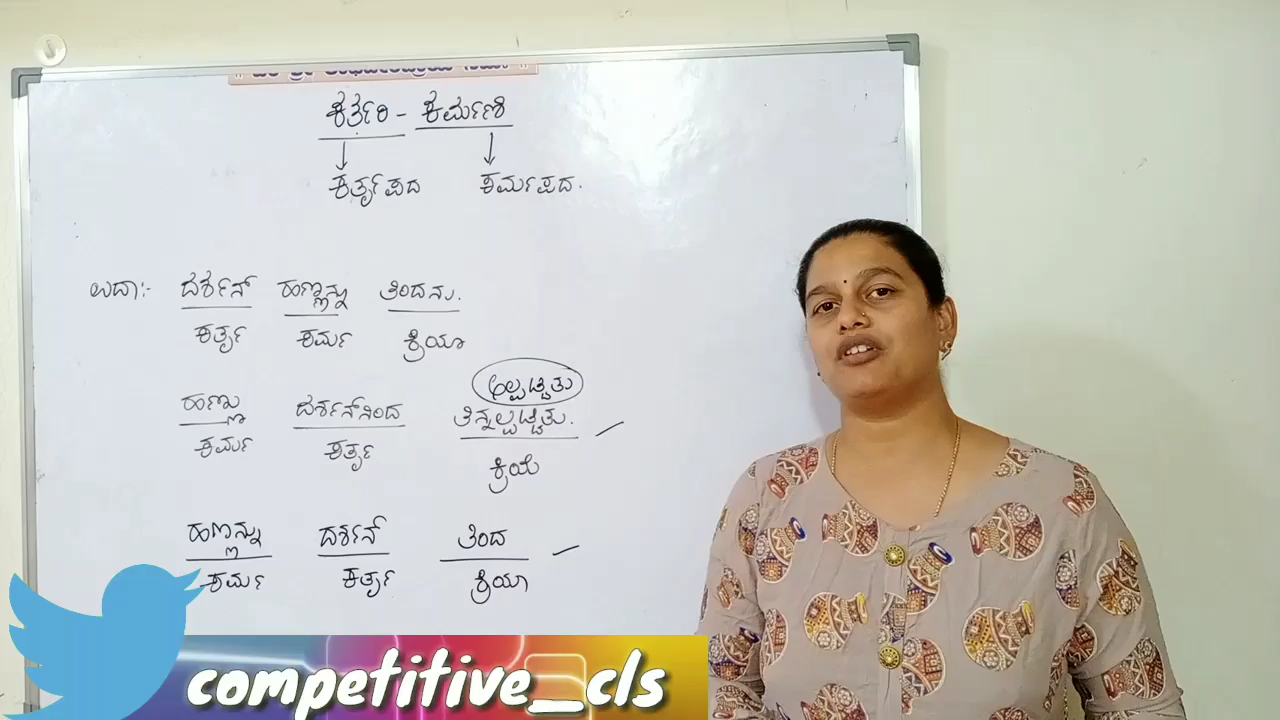 ಕರ್ತರಿ - ಕರ್ಮಣಿ
ಕರ್ತೃಪದ ಕರ್ಮಪದ.
ಉದಾ:- ದರ್ಶನ್ ಹಣ್ಣನ್ನು ತಿಂದನು.
ಕರ್ತೃ ಕರ್ಮ ಕ್ರಿಯಾ
ಅಲ್ಪಟ್ಟಿತು
ಹಣ್ಣು ದರ್ಶನ್‌ನಿಂದ ತಿನ್ನಲ್ಪಟ್ಟಿತು.
ಕರ್ಮ ಕರ್ತೃ ಕ್ರಿಯೆ
ಹಣ್ಣನ್ನು ದರ್ಶನ್ ತಿಂದ
ಕರ್ಮ ಕರ್ತೃ ಕ್ರಿಯಾ
competitive_cls